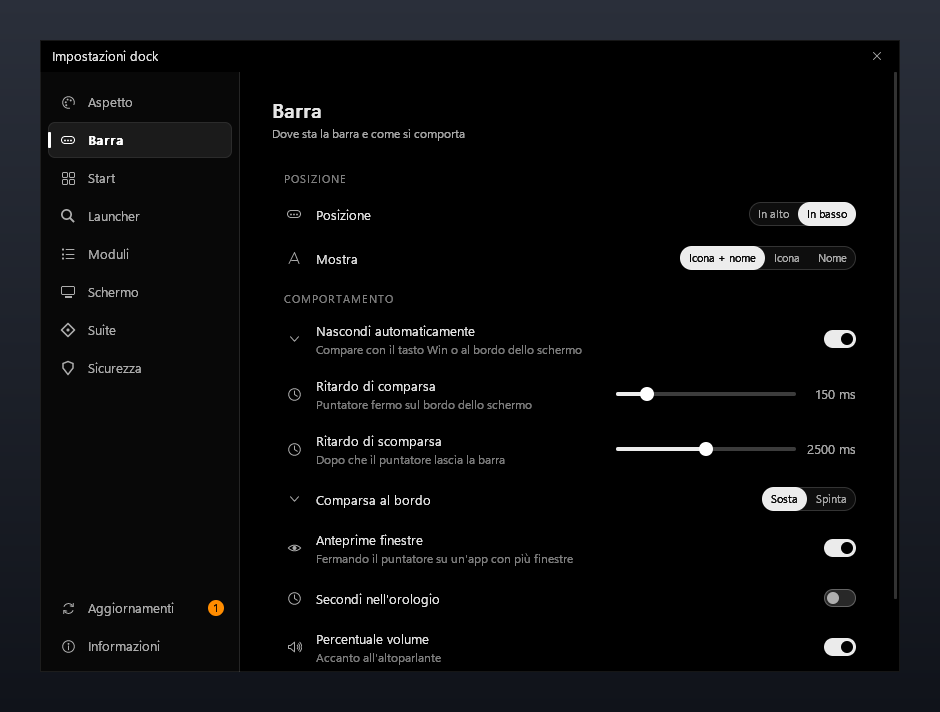 Impostazioni dock
Aspetto
Barra
Start
Launcher
Moduli
Schermo
Suite
Sicurezza
Aggiornamenti 1
Informazioni
Barra
Dove sta la barra e come si comporta
POSIZIONE
Posizione In alto In basso
Mostra Icona + nome Icona Nome
COMPORTAMENTO
Nascondi automaticamente
Compare con il tasto Win o al bordo dello schermo
Ritardo di comparsa 150 ms
Puntatore fermo sul bordo dello schermo
Ritardo di scomparsa 2500 ms
Dopo che il puntatore lascia la barra
Comparsa al bordo Sosta Spinta
Anteprime finestre
Fermando il puntatore su un'app con più finestre
Secondi nell'orologio
Percentuale volume
Accanto all'altoparlante